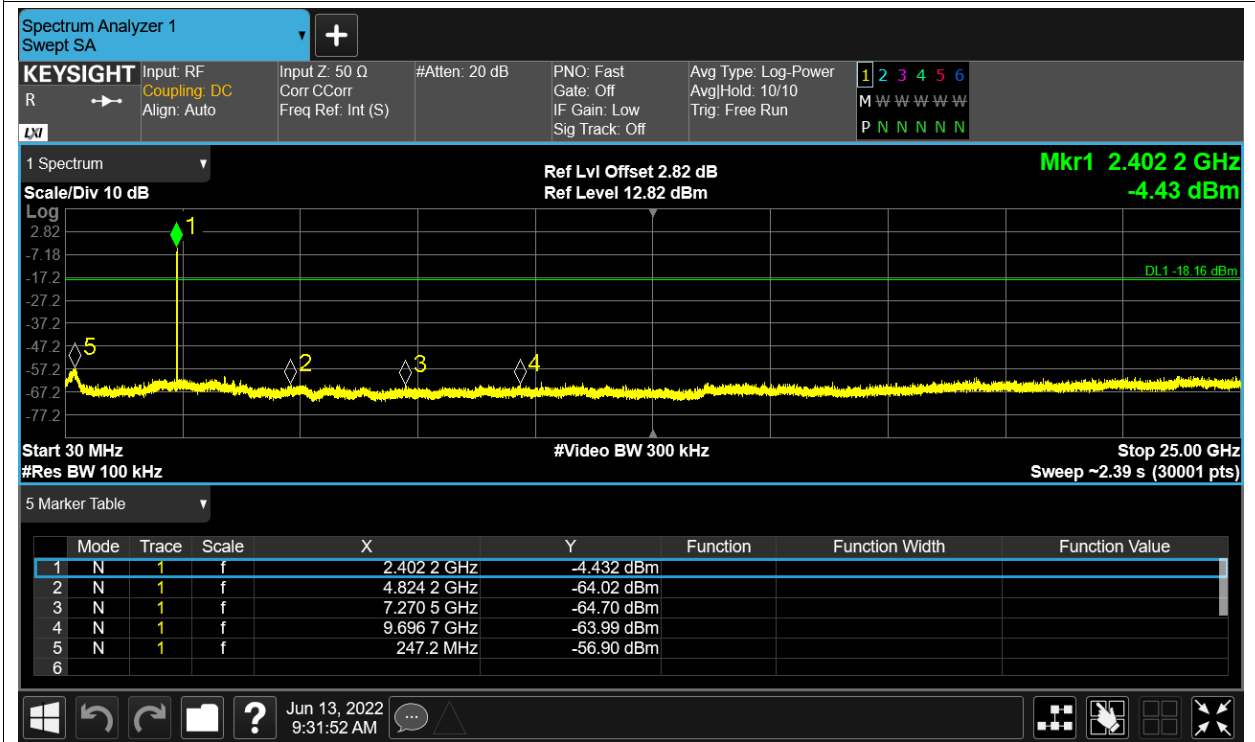 Spectrum Analyzer 1
Swept SA
+
KEYSIGHT
R
LXI
Input: RF
Coupling: DC
Align: Auto
Input Z: 50 Ω
Corr CCorr
Freq Ref: Int (S)
#Atten: 20 dB
PNO: Fast
Gate: Off
IF Gain: Low
Sig Track: Off
Avg Type: Log-Power
Avg|Hold: 10/10
Trig: Free Run
1 2 3 4 5 6
M W W W W W
P N N N N N
1 Spectrum
Scale/Div 10 dB
Ref Lvl Offset 2.82 dB
Ref Level 12.82 dBm
Mkr1 2.402 2 GHz
-4.43 dBm
Log
2.82
-7.18
-17.2
-27.2
-37.2
-47.2
-57.2
-67.2
-77.2
1
DL1 -18.16 dBm
5
2
3
4
Start 30 MHz
#Video BW 300 kHz
Stop 25.00 GHz
#Res BW 100 kHz
Sweep ~2.39 s (30001 pts)
5 Marker Table
Mode Trace Scale X Y Function Function Width Function Value
1 N 1 f 2.402 2 GHz -4.432 dBm
2 N 1 f 4.824 2 GHz -64.02 dBm
3 N 1 f 7.270 5 GHz -64.70 dBm
4 N 1 f 9.696 7 GHz -63.99 dBm
5 N 1 f 247.2 MHz -56.90 dBm
6
?
Jun 13, 2022
9:31:52 AM